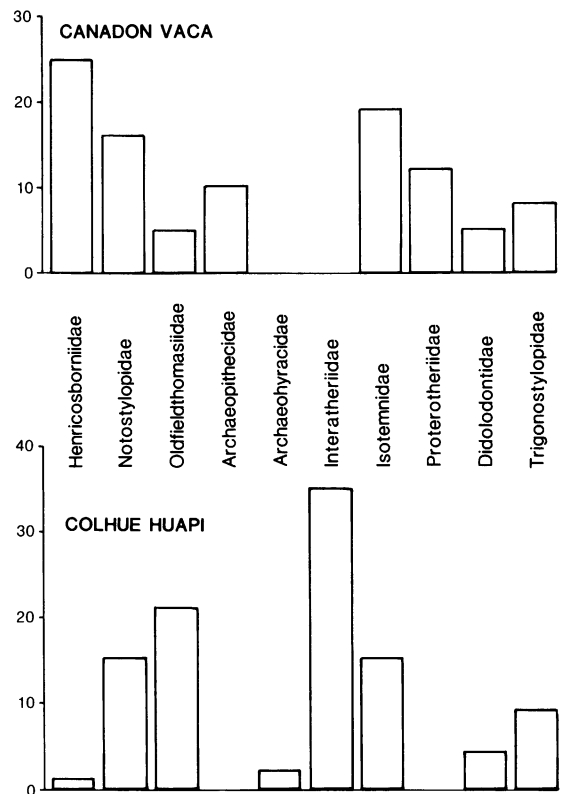 30
CANADON VACA
20
10
0
Henricosborniidae
Notostylopidae
Oldfieldthomasiidae
Archaeopithecidae
Archaeohyracidae
Interatheriidae
Isotemnidae
Proterotheriidae
Didolodontidae
Trigonostylopidae
40
COLHUE HUAPI
30
20
10
0